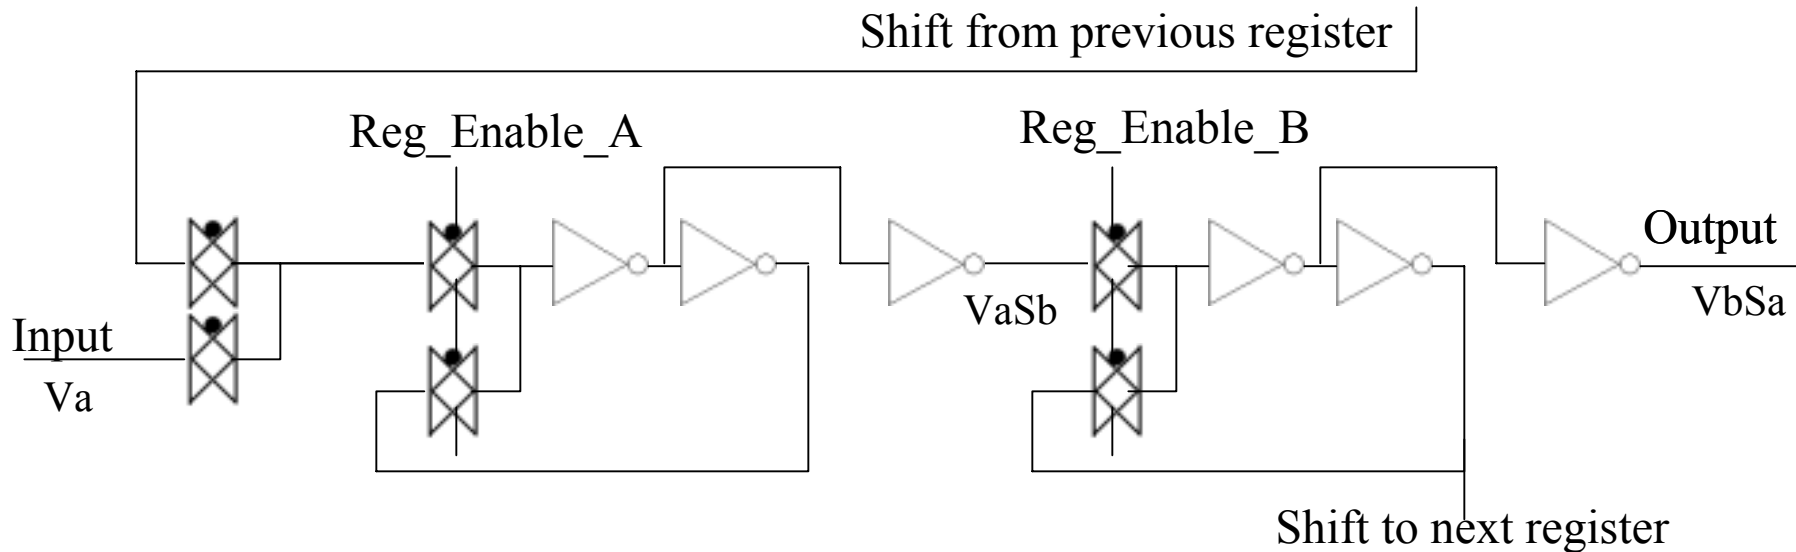 Shift from previous register
Reg_Enable_A
Reg_Enable_B
Output
VaSb
VbSa
Input
Va
Shift to next register